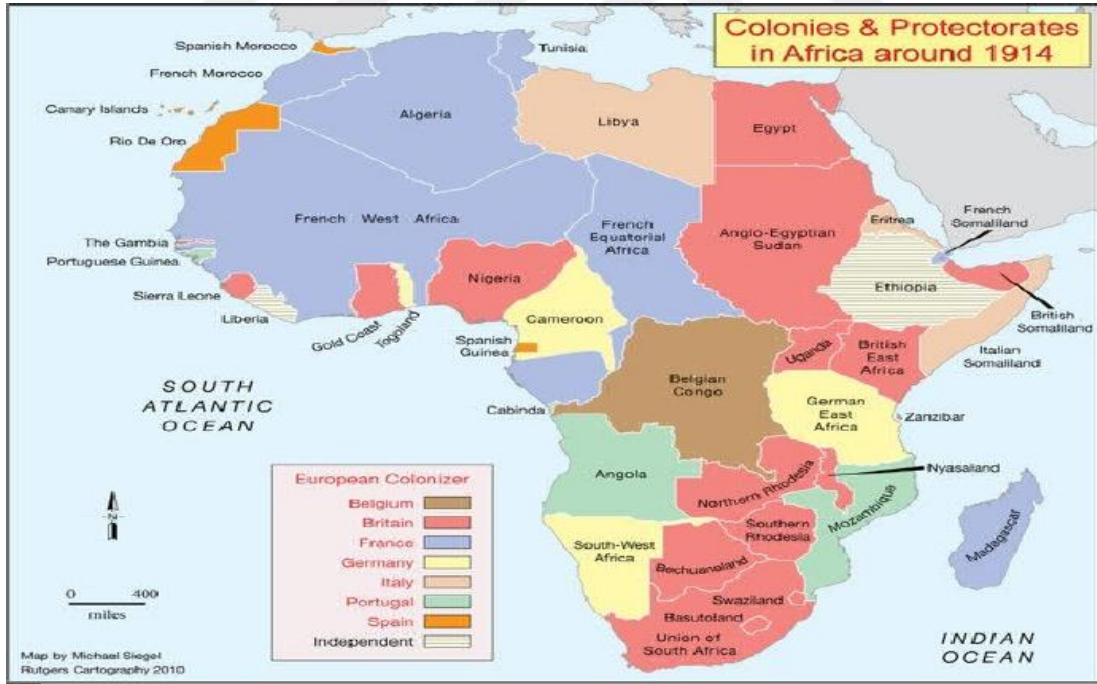 Colonies & Protectorates
in Africa around 1914
Spanish Morocco
Tunisia
French Morocco
Canary Islands
Algeria
Libya
Egypt
Rio De Oro
French West Africa
French
Equatorial
Africa
Anglo-Egyptian
Sudan
Eritrea
French
Somaliland
The Gambia
Portuguese Guinea
Nigeria
Ethiopia
Sierra Leone
Liberia
Gold Coast
Togoland
Cameroon
British
Somaliland
Spanish
Guinea
Uganda
British
East
Africa
Italian
Somaliland
SOUTH
ATLANTIC
OCEAN
Belgian
Congo
Cabinda
German
East
Africa
Zanzibar
Angola
Northern Rhodesia
Nyasaland
Mozambique
Madagascar
South-West
Africa
Southern
Rhodesia
Bechuanaland
Swaziland
Basutoland
Union of
South Africa
INDIAN
OCEAN
European Colonizer
Belgium
Britain
France
Germany
Italy
Portugal
Spain
Independent
N
0 400
miles
Map by Michael Siegel
Rutgers Cartography 2010